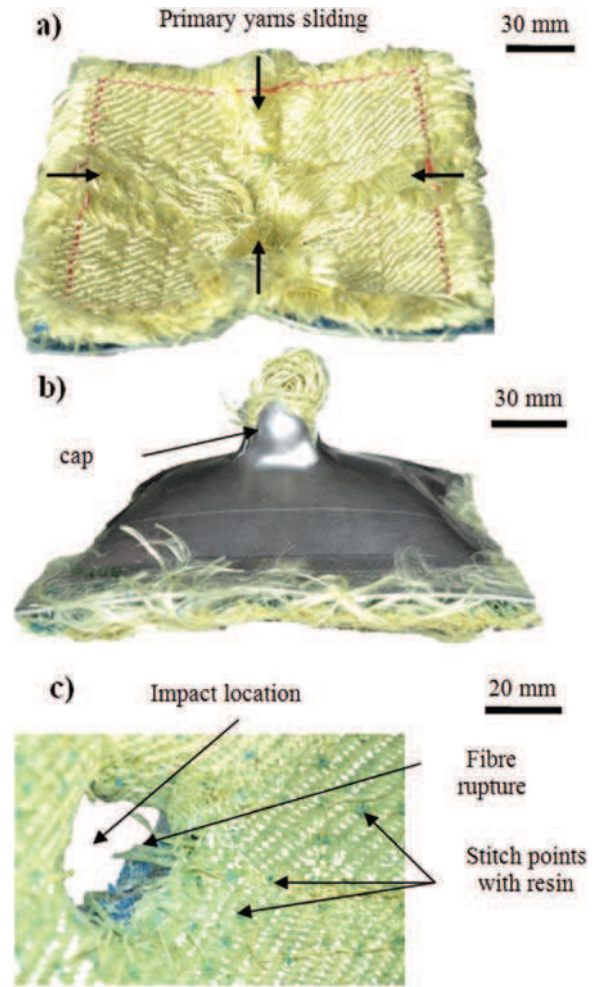 Primary yarns sliding
a)
30 mm
b)
30 mm
cap
c)
Impact location
20 mm
Fibre
rupture
Stitch points
with resin